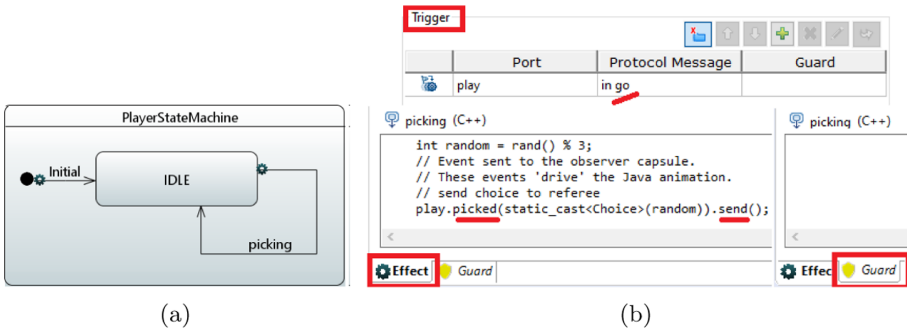 PlayerStateMachine
Initial
IDLE
picking
(a)
Trigger
Port Protocol Message Guard
play in go
picking (C++)
int random = rand() % 3;
// Event sent to the observer capsule.
// These events 'drive' the Java animation.
// send choice to referee
play.picked(static_cast<Choice>(random)).send();
Effect Guard
picking (C++)
Effec Guard
(b)